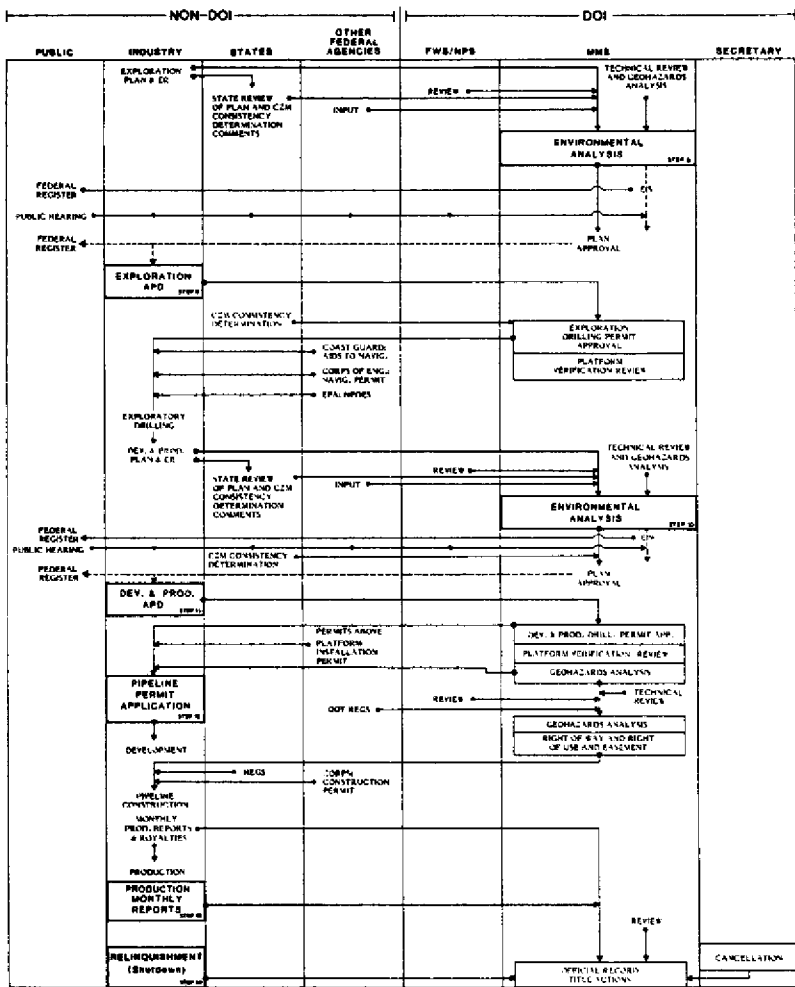 NON-DOI
DOI
PUBLIC
INDUSTRY
STATES
OTHER
FEDERAL
AGENCIES
FWS/NPS
MMS
SECRETARY
EXPLORATION
PLAN & ER
TECHNICAL REVIEW
AND GEOHAZARDS
ANALYSIS
STATE REVIEW
OF PLAN AND CZM
CONSISTENCY
DETERMINATION
COMMENTS
REVIEW
INPUT
ENVIRONMENTAL
ANALYSIS
FEDERAL
REGISTER
EIS
PUBLIC HEARING
FEDERAL
REGISTER
PLAN
APPROVAL
EXPLORATION
APD
CZM CONSISTENCY
DETERMINATION
EXPLORATION
DRILLING PERMIT
APPROVAL
PLATFORM
VERIFICATION REVIEW
COAST GUARD:
AIDS TO NAVIG.
CORPS OF ENG.:
NAVIG. PERMIT
EPA: NPDES
EXPLORATORY
DRILLING
DEV. & PROD.
PLAN & ER
TECHNICAL REVIEW
AND GEOHAZARDS
ANALYSIS
STATE REVIEW
OF PLAN AND CZM
CONSISTENCY
DETERMINATION
COMMENTS
REVIEW
INPUT
ENVIRONMENTAL
ANALYSIS
STEP 10
FEDERAL
REGISTER
EIS
PUBLIC HEARING
CZM CONSISTENCY
DETERMINATION
FEDERAL
REGISTER
PLAN
APPROVAL
DEV. & PROD.
APD
PERMITS ABOVE
PLATFORM
INSTALLATION
PERMIT
DEV. & PROD. DRILL. PERMIT APP.
PLATFORM VERIFICATION REVIEW
GEOHAZARDS ANALYSIS
PIPELINE
PERMIT
APPLICATION
REVIEW
TECHNICAL
REVIEW
DOT REGS
GEOHAZARDS ANALYSIS
RIGHT OF WAY AND RIGHT
OF USE AND EASEMENT
DEVELOPMENT
REGS
CORPS:
CONSTRUCTION
PERMIT
PIPELINE
CONSTRUCTION
MONTHLY
PROD. REPORTS
& ROYALTIES
PRODUCTION
PRODUCTION
MONTHLY
REPORTS
REVIEW
RELINQUISHMENT
(Shutdown)
OFFICIAL RECORD
TITLE ACTIONS
CANCELLATION